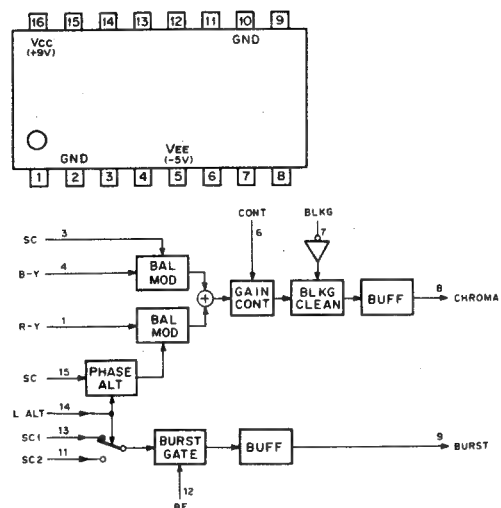 16 15 14 13 12 11 10 9
VCC GND
(+9V)
VEE
GND (-5V)
1 2 3 4 5 6 7 8
CONT BLKG
SC 3 6 7
B-Y 4 BAL MOD
+ GAIN CONT BLKG CLEAN BUFF 8 CHROMA
R-Y 1 BAL MOD
SC 15 PHASE ALT
L ALT 14
SC1 13 9
SC2 11 BURST GATE BUFF BURST
12